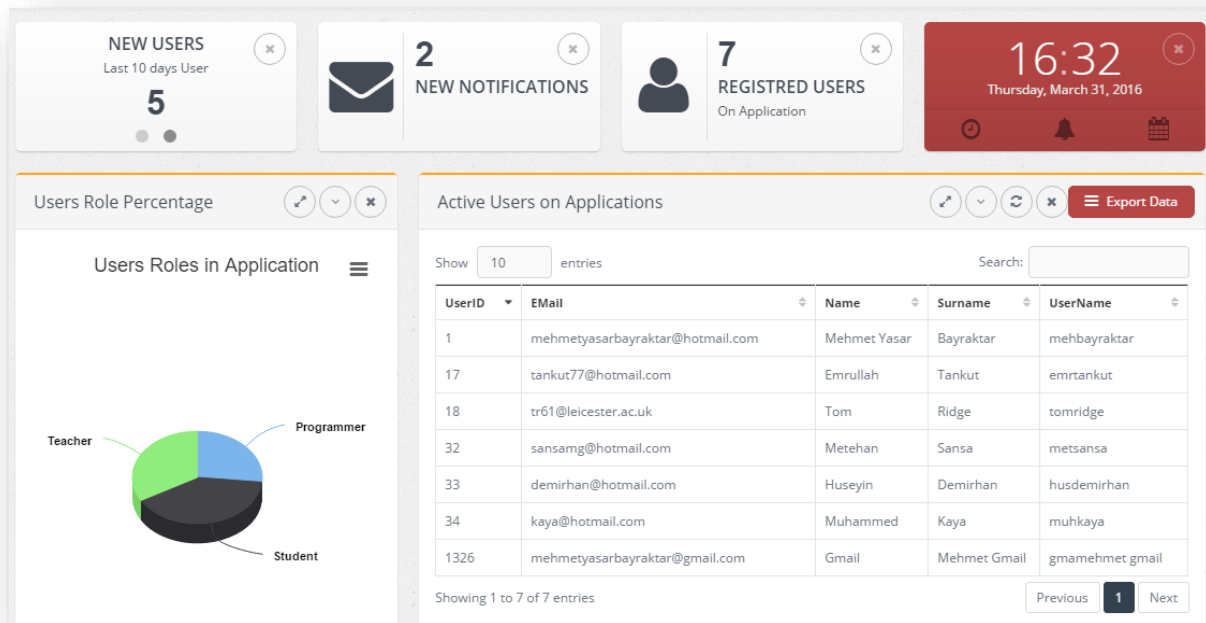 NEW USERS
Last 10 days User
5
2
NEW NOTIFICATIONS
7
REGISTRED USERS
On Application
16:32
Thursday, March 31, 2016
Users Role Percentage
Users Roles in Application
Teacher
Programmer
Student
Active Users on Applications
Export Data
Show 10 entries Search:
UserID EMail Name Surname UserName
1 mehmetyasarbayraktar@hotmail.com Mehmet Yasar Bayraktar mehbayraktar
17 tankut77@hotmail.com Emrullah Tankut emrtankut
18 tr61@leicester.ac.uk Tom Ridge tomridge
32 sansamg@hotmail.com Metehan Sansa metsansa
33 demirhan@hotmail.com Huseyin Demirhan husdemirhan
34 kaya@hotmail.com Muhammed Kaya muhkaya
1326 mehmetyasarbayraktar@gmail.com Gmail Mehmet Gmail gmamehmet gmail
Showing 1 to 7 of 7 entries
Previous 1 Next